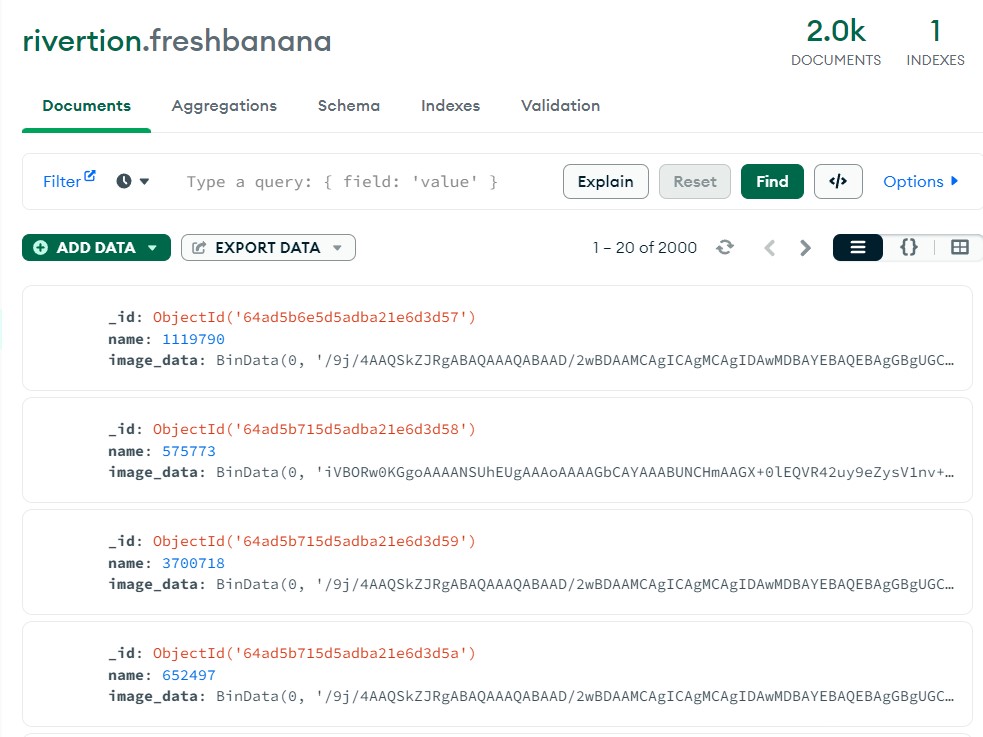 rivertion.freshbanana
2.0k 1
DOCUMENTS INDEXES
Documents Aggregations Schema Indexes Validation
Filter Type a query: { field: 'value' } Explain Reset Find </> Options
ADD DATA EXPORT DATA 1 – 20 of 2000 {}
_id: ObjectId('64ad5b6e5d5adba21e6d3d57')
name: 1119790
image_data: BinData(0, '/9j/4AAQSkZJRgABAQAAAQABAAD/2wBDAAMCAgICAgMCAgIDAwMDBAYEBAQEBAgGBgUGC…
_id: ObjectId('64ad5b715d5adba21e6d3d58')
name: 575773
image_data: BinData(0, 'iVBORw0KGgoAAAANSUhEUgAAAoAAAAGbCAYAAABUNCHmAAGX+0lEQVR42uy9eZysV1nv+…
_id: ObjectId('64ad5b715d5adba21e6d3d59')
name: 3700718
image_data: BinData(0, '/9j/4AAQSkZJRgABAQAAAQABAAD/2wBDAAMCAgICAgMCAgIDAwMDBAYEBAQEBAgGBgUGC…
_id: ObjectId('64ad5b715d5adba21e6d3d5a')
name: 652497
image_data: BinData(0, '/9j/4AAQSkZJRgABAQAAAQABAAD/2wBDAAMCAgICAgMCAgIDAwMDBAYEBAQEBAgGBgUGC…